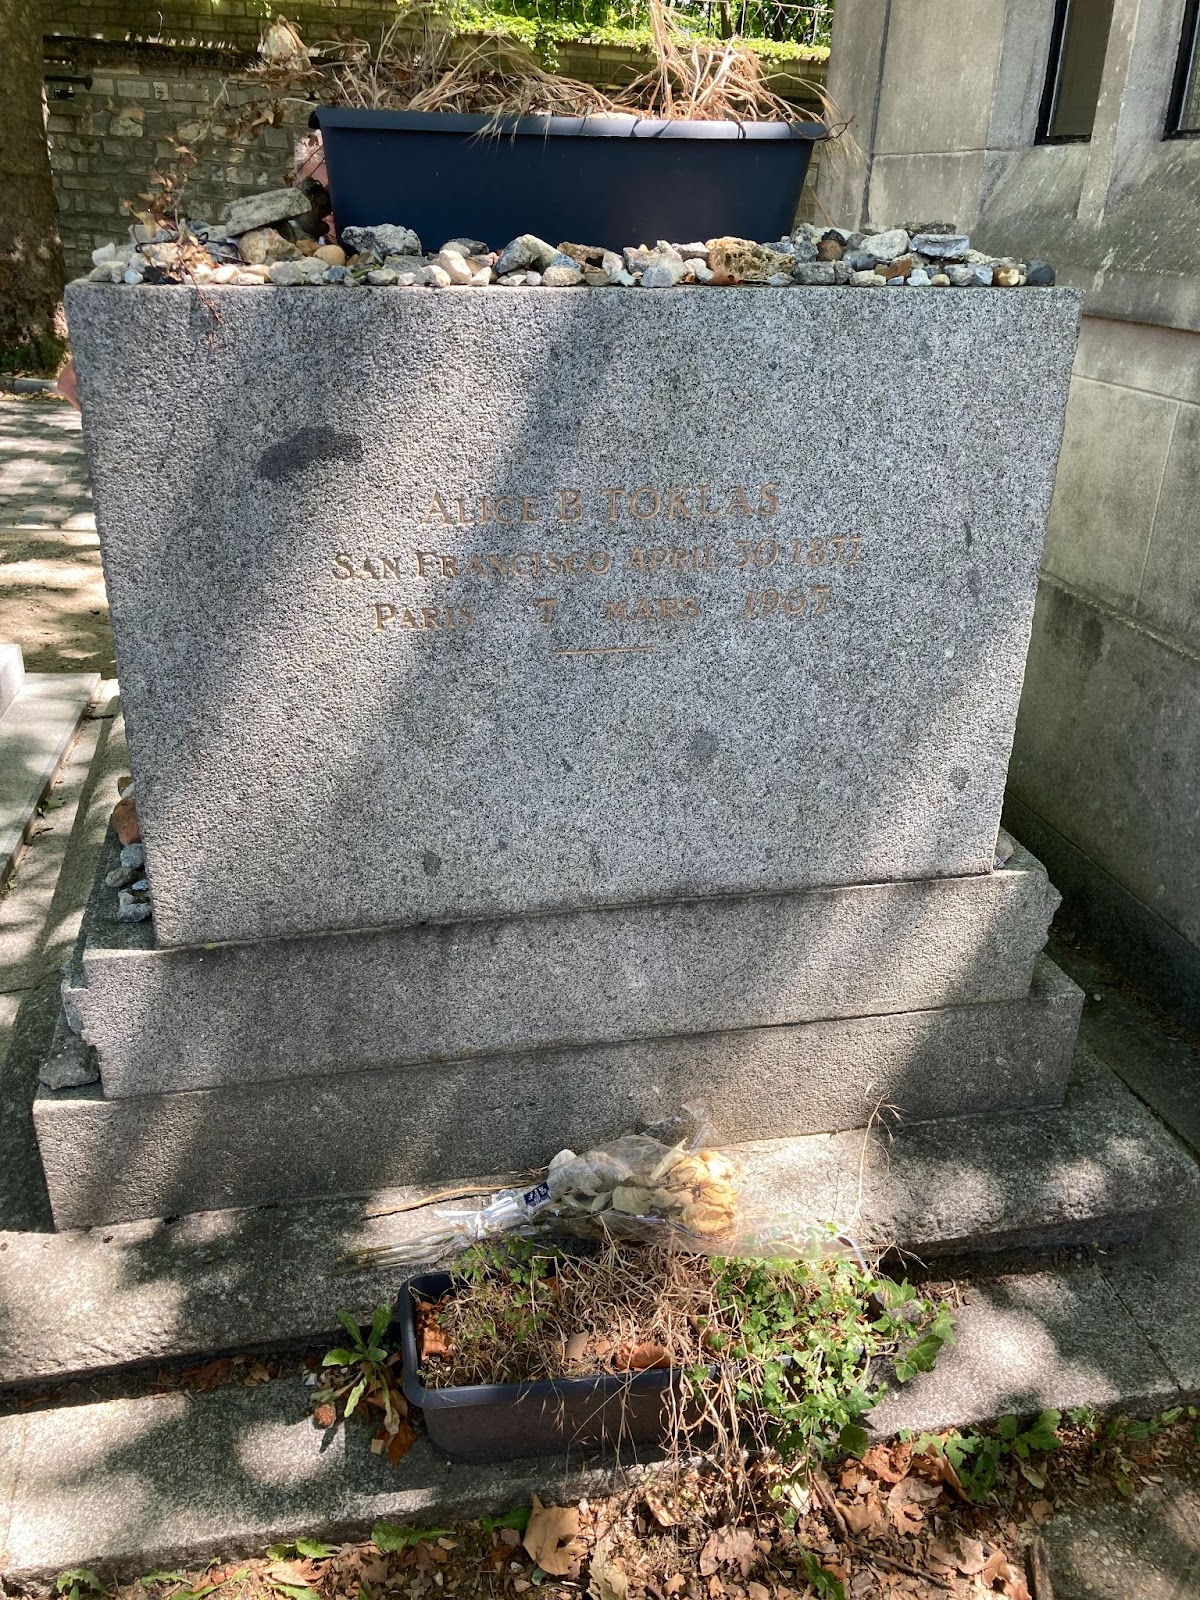 ALICE B TOKLAS
SAN FRANCISCO APRIL 30 1877
PARIS 7 MARS 1967